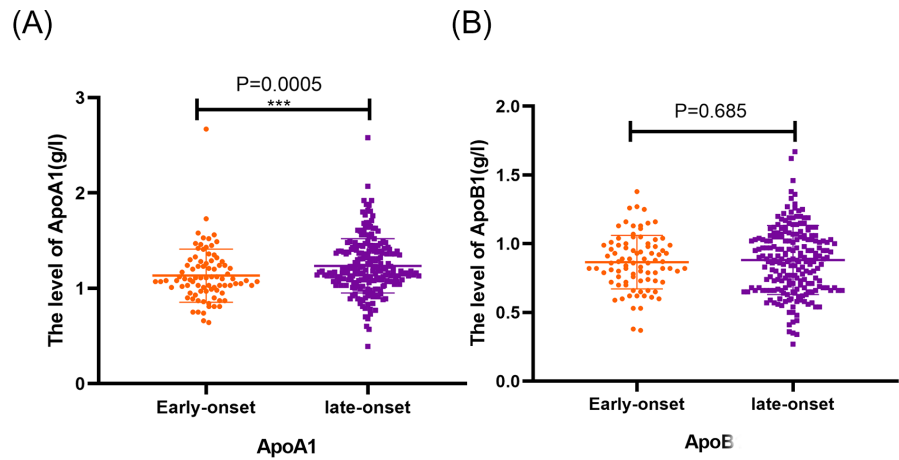 (A)
P=0.0005
***
The level of ApoA1(g/l)
3
2
1
0
Early-onset
late-onset
ApoA1
(B)
P=0.685
The level of ApoB1(g/l)
2.0
1.5
1.0
0.5
0.0
Early-onset
late-onset
ApoB